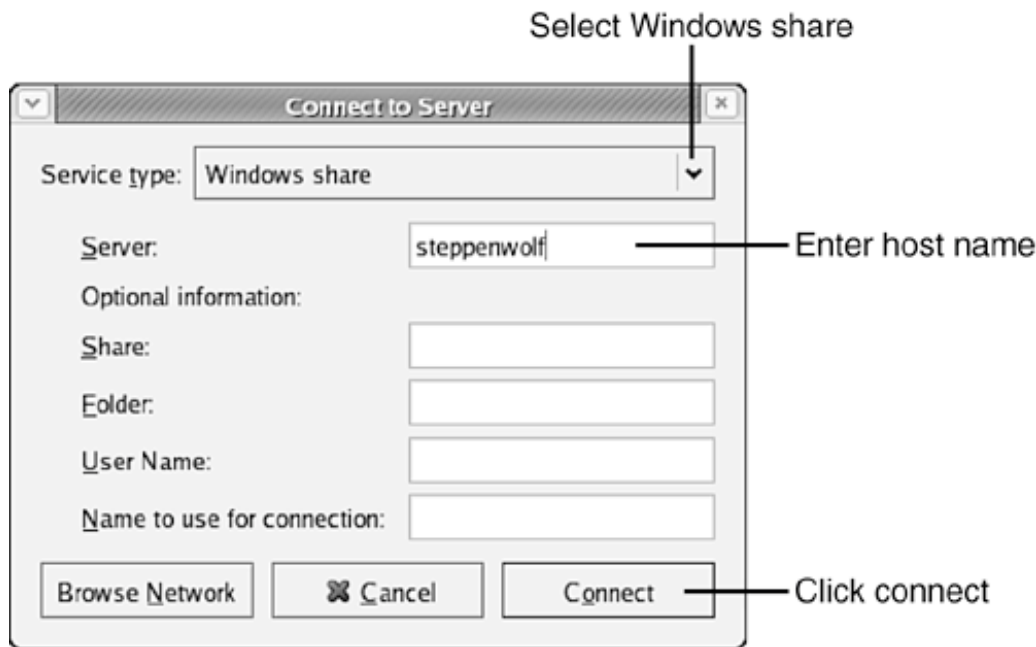 Select Windows share
Connect to Server
Service type: Windows share
Server: steppenwolf
Enter host name
Optional information:
Share:
Folder:
User Name:
Name to use for connection:
Browse Network
Cancel
Connect
Click connect